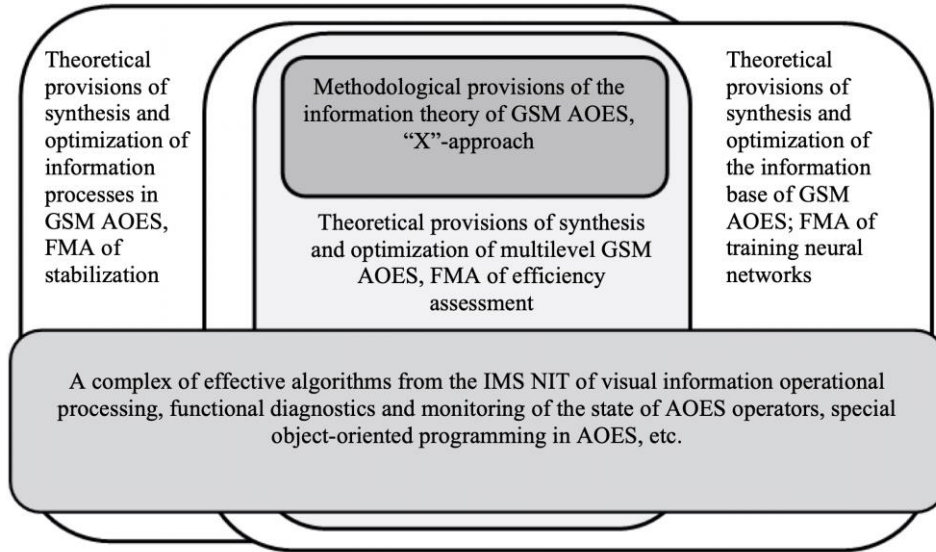 Theoretical
provisions of
synthesis and
optimization of
information
processes in
GSM AOES,
FMA of
stabilization
Methodological provisions of the
information theory of GSM AOES,
“X”-approach
Theoretical provisions of synthesis
and optimization of multilevel GSM
AOES, FMA of efficiency
assessment
Theoretical
provisions of
synthesis and
optimization of
the information
base of GSM
AOES; FMA of
training neural
networks
A complex of effective algorithms from the IMS NIT of visual information operational
processing, functional diagnostics and monitoring of the state of AOES operators, special
object-oriented programming in AOES, etc.